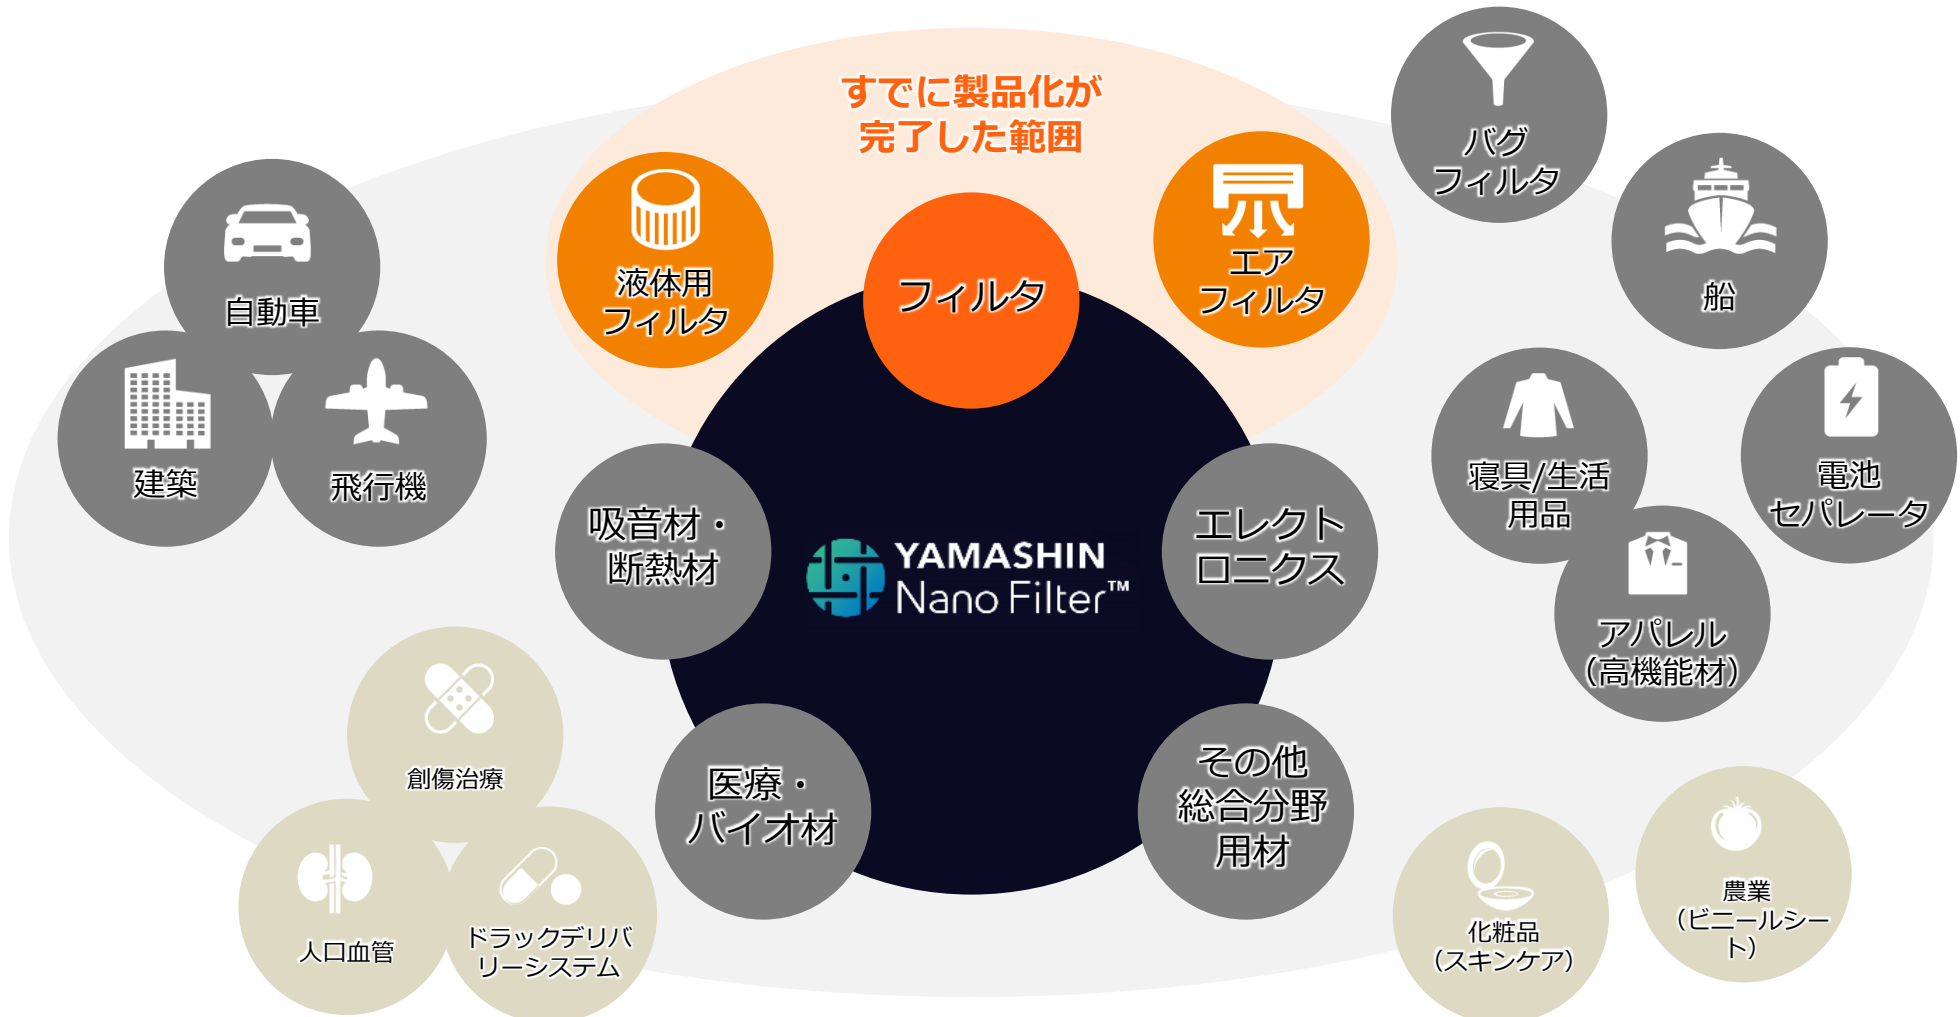 すでに製品化が
完了した範囲
液体用
フィルタ
フィルタ
エア
フィルタ
バグ
フィルタ
船
自動車
建築
飛行機
寝具/生活
用品
電池
セパレータ
アパレル
（高機能材）
吸音材・
断熱材
YAMASHIN
Nano Filter™
エレクト
ロニクス
医療・
バイオ材
その他
総合分野
用材
創傷治療
人口血管
ドラックデリバ
リーシステム
化粧品
（スキンケア）
農業
（ビニールシー
ト）